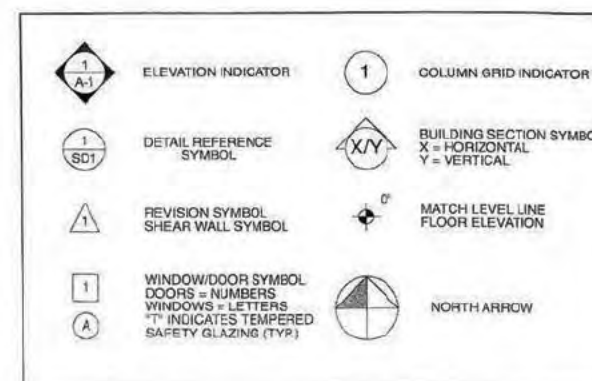 1
A-1
ELEVATION INDICATOR
1
COLUMN GRID INDICATOR
1
SD1
DETAIL REFERENCE
SYMBOL
X/Y
BUILDING SECTION SYMBO
X = HORIZONTAL
Y = VERTICAL
1
REVISION SYMBOL
SHEAR WALL SYMBOL
0"
MATCH LEVEL LINE
FLOOR ELEVATION
1
A
WINDOW/DOOR SYMBOL
DOORS = NUMBERS
WINDOWS = LETTERS
"T" INDICATES TEMPERED
SAFETY GLAZING (TYP.)
NORTH ARROW